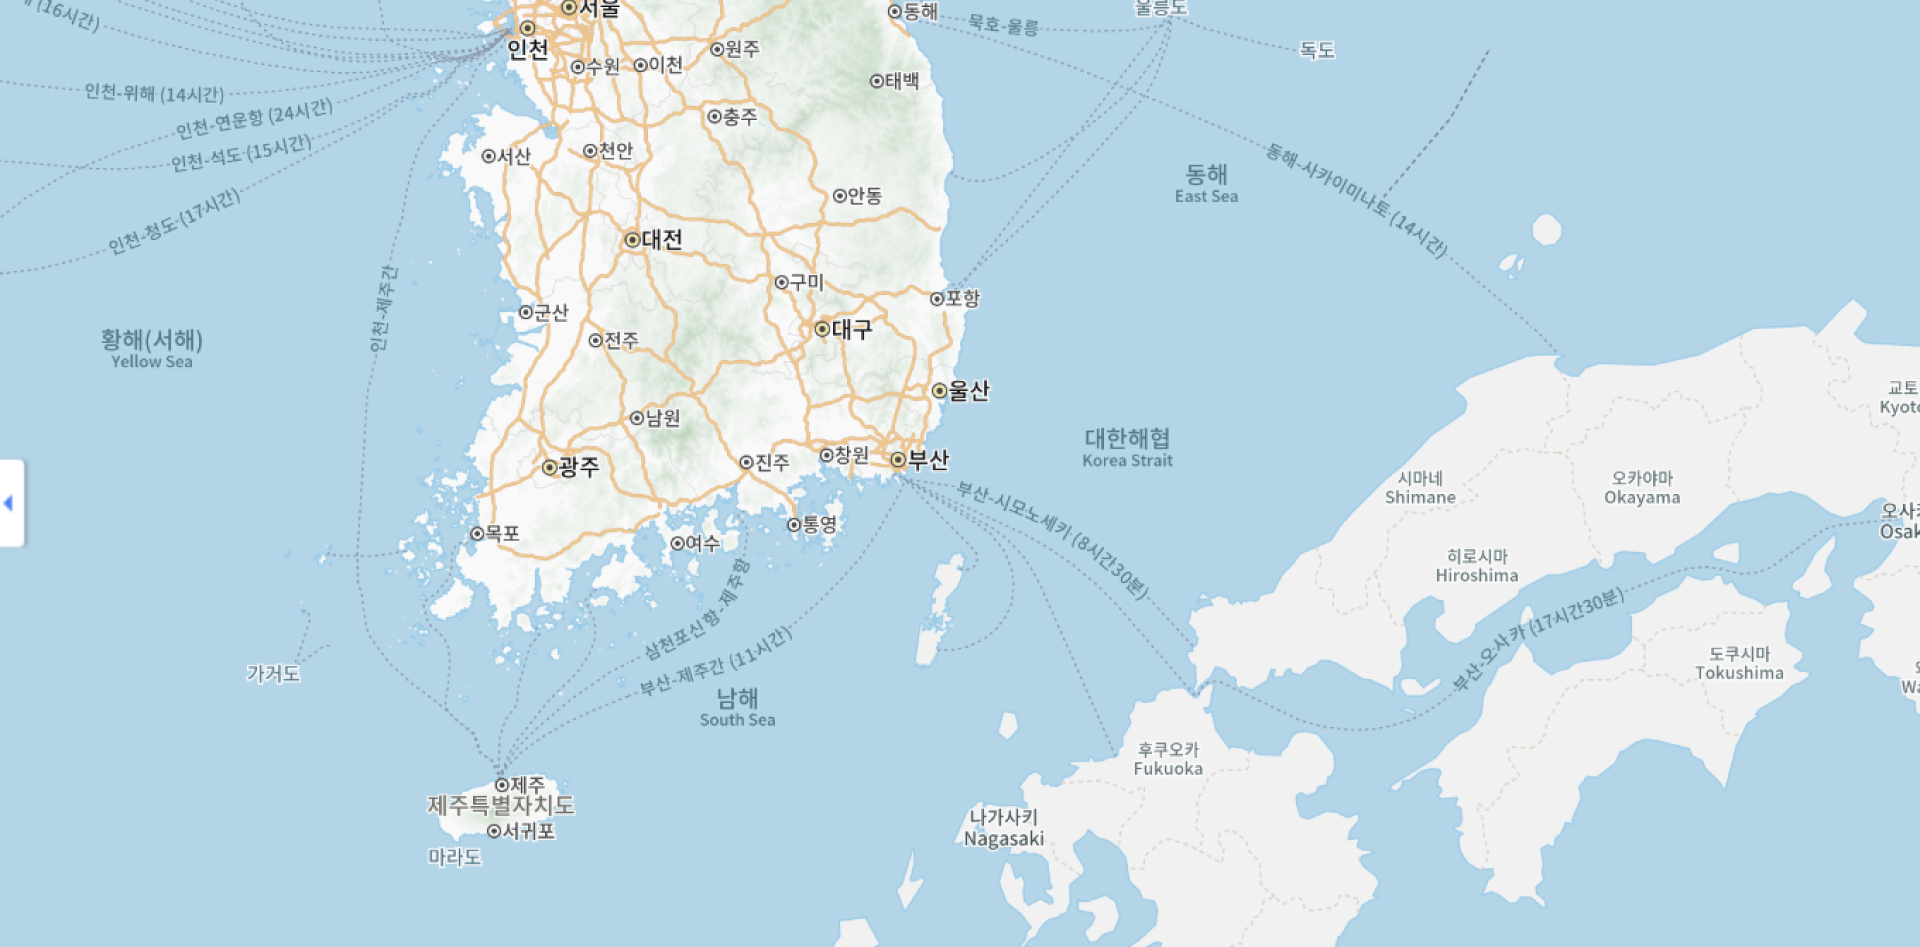 (16시간)
서울
동해
묵호-울릉
울릉도
독도
인천
수원
이천
원주
태백
인천-위해 (14시간)
인천-연운항 (24시간)
인천-석도 (15시간)
충주
서산
천안
동해-사카이미나토 (14시간)
동해
East Sea
안동
인천-청도 (17시간)
대전
인천-제주간
구미
포항
군산
대구
황해(서해)
Yellow Sea
전주
울산
교토
Kyoto
남원
대한해협
Korea Strait
광주
진주
창원
부산
시마네
Shimane
오카야마
Okayama
부산-시모노세키 (8시간30분)
목포
여수
통영
Osak
히로시마
Hiroshima
삼천포신항-제주항
부산-제주간 (11시간)
부산-오사카 (17시간30분)
가거도
도쿠시마
Tokushima
Wa
남해
South Sea
후쿠오카
Fukuoka
제주
제주특별자치도
서귀포
마라도
나가사키
Nagasaki